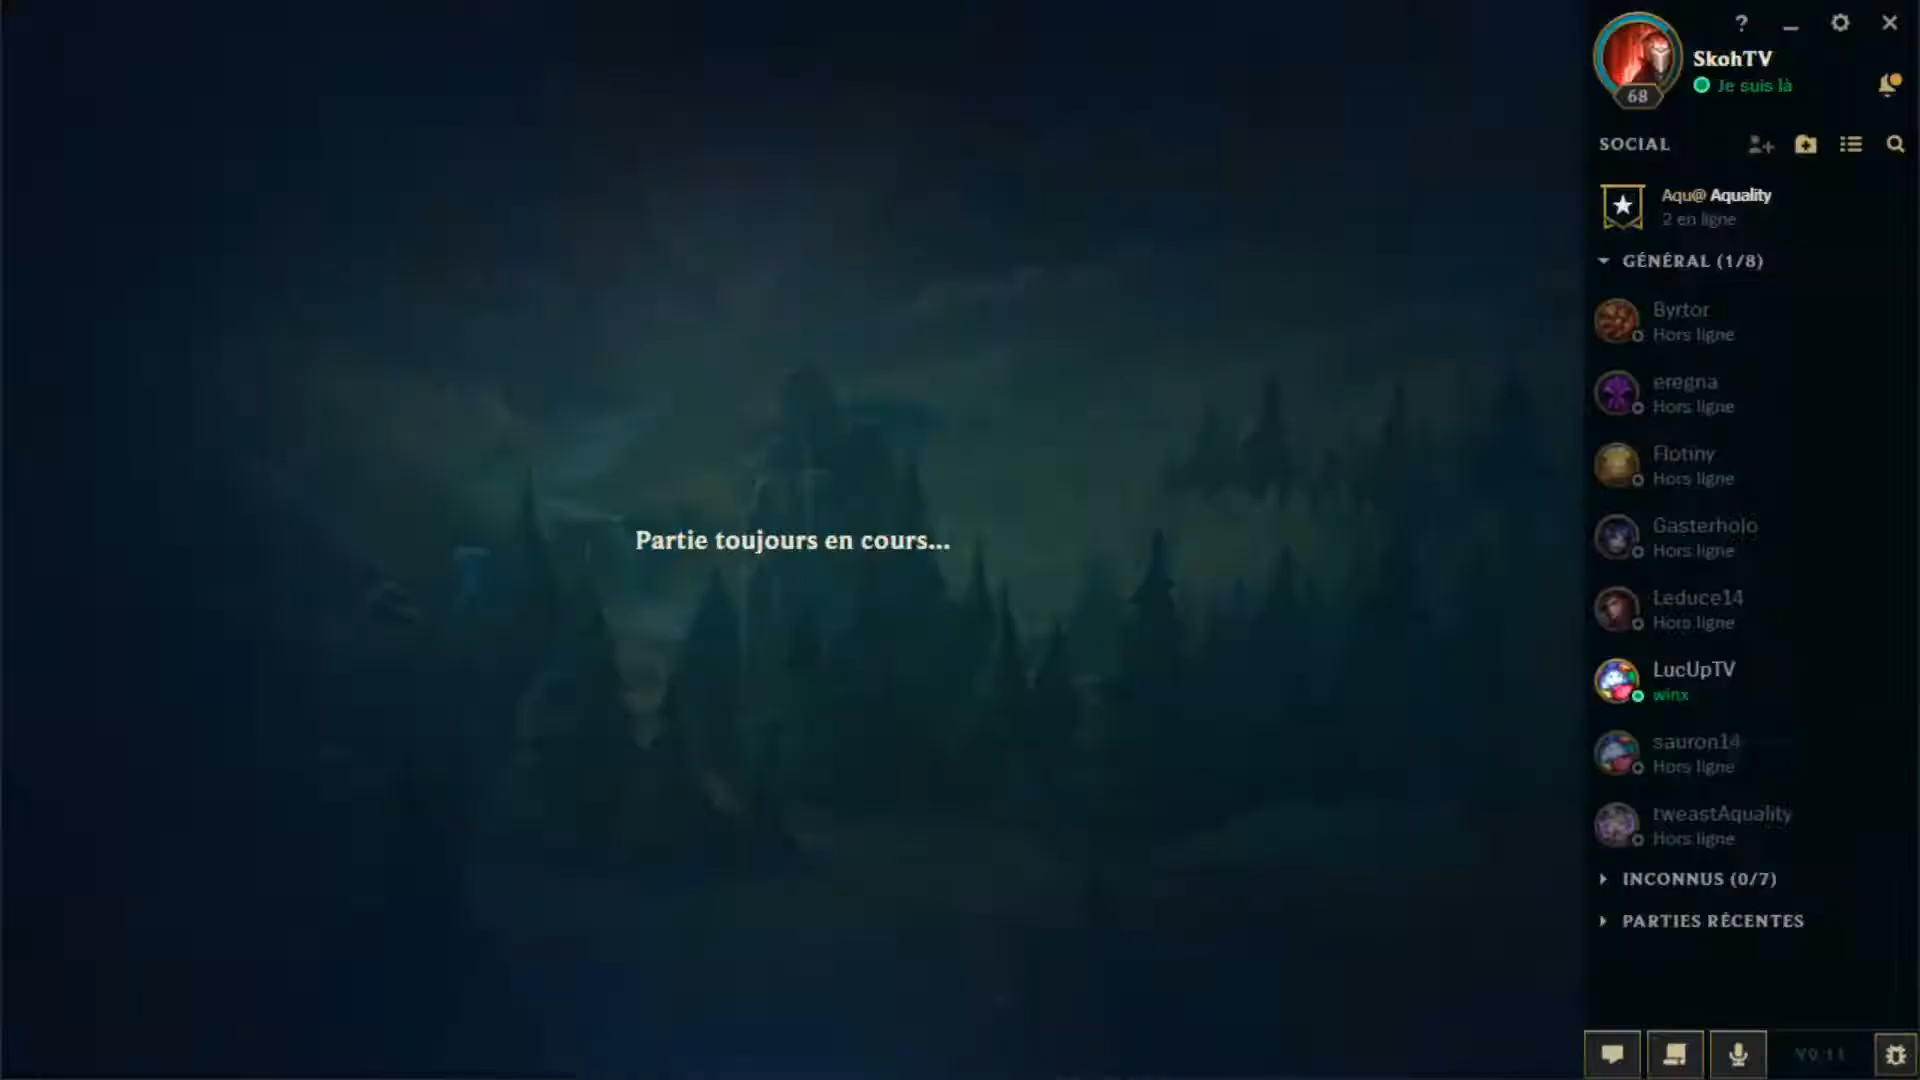 ?
SkohTV
Je suis là
68
SOCIAL
Aqu@ Aquality
2 en ligne
GÉNÉRAL (1/8)
Byrtor
Hors ligne
eregna
Hors ligne
Flotiny
Hors ligne
Gasterholo
Hors ligne
Leduce14
Hors ligne
LucUpTV
winx
sauron14
Hors ligne
tweastAquality
Hors ligne
INCONNUS (0/7)
PARTIES RÉCENTES
Partie toujours en cours...